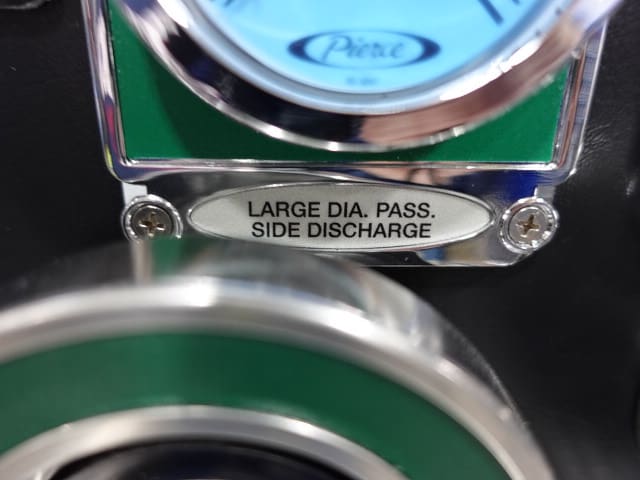 Pierce
LARGE DIA. PASS.
SIDE DISCHARGE